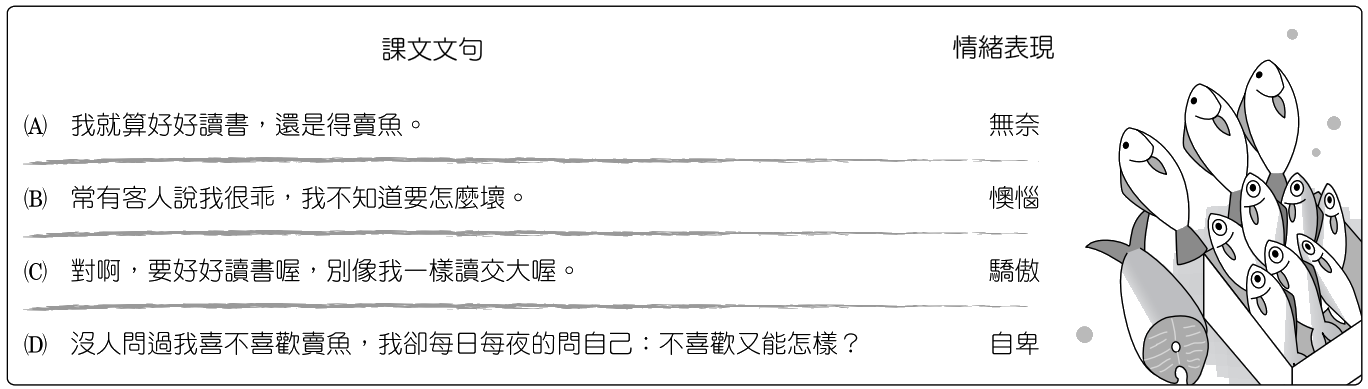 課文文句 情緒表現
(A) 我就算好好讀書，還是得賣魚。 無奈
(B) 常有客人說我很乖，我不知道要怎麼壞。 懊惱
(C) 對啊，要好好讀書喔，別像我一樣讀交大喔。 驕傲
(D) 沒人問過我喜不喜歡賣魚，我卻每日每夜的問自己：不喜歡又能怎樣？ 自卑